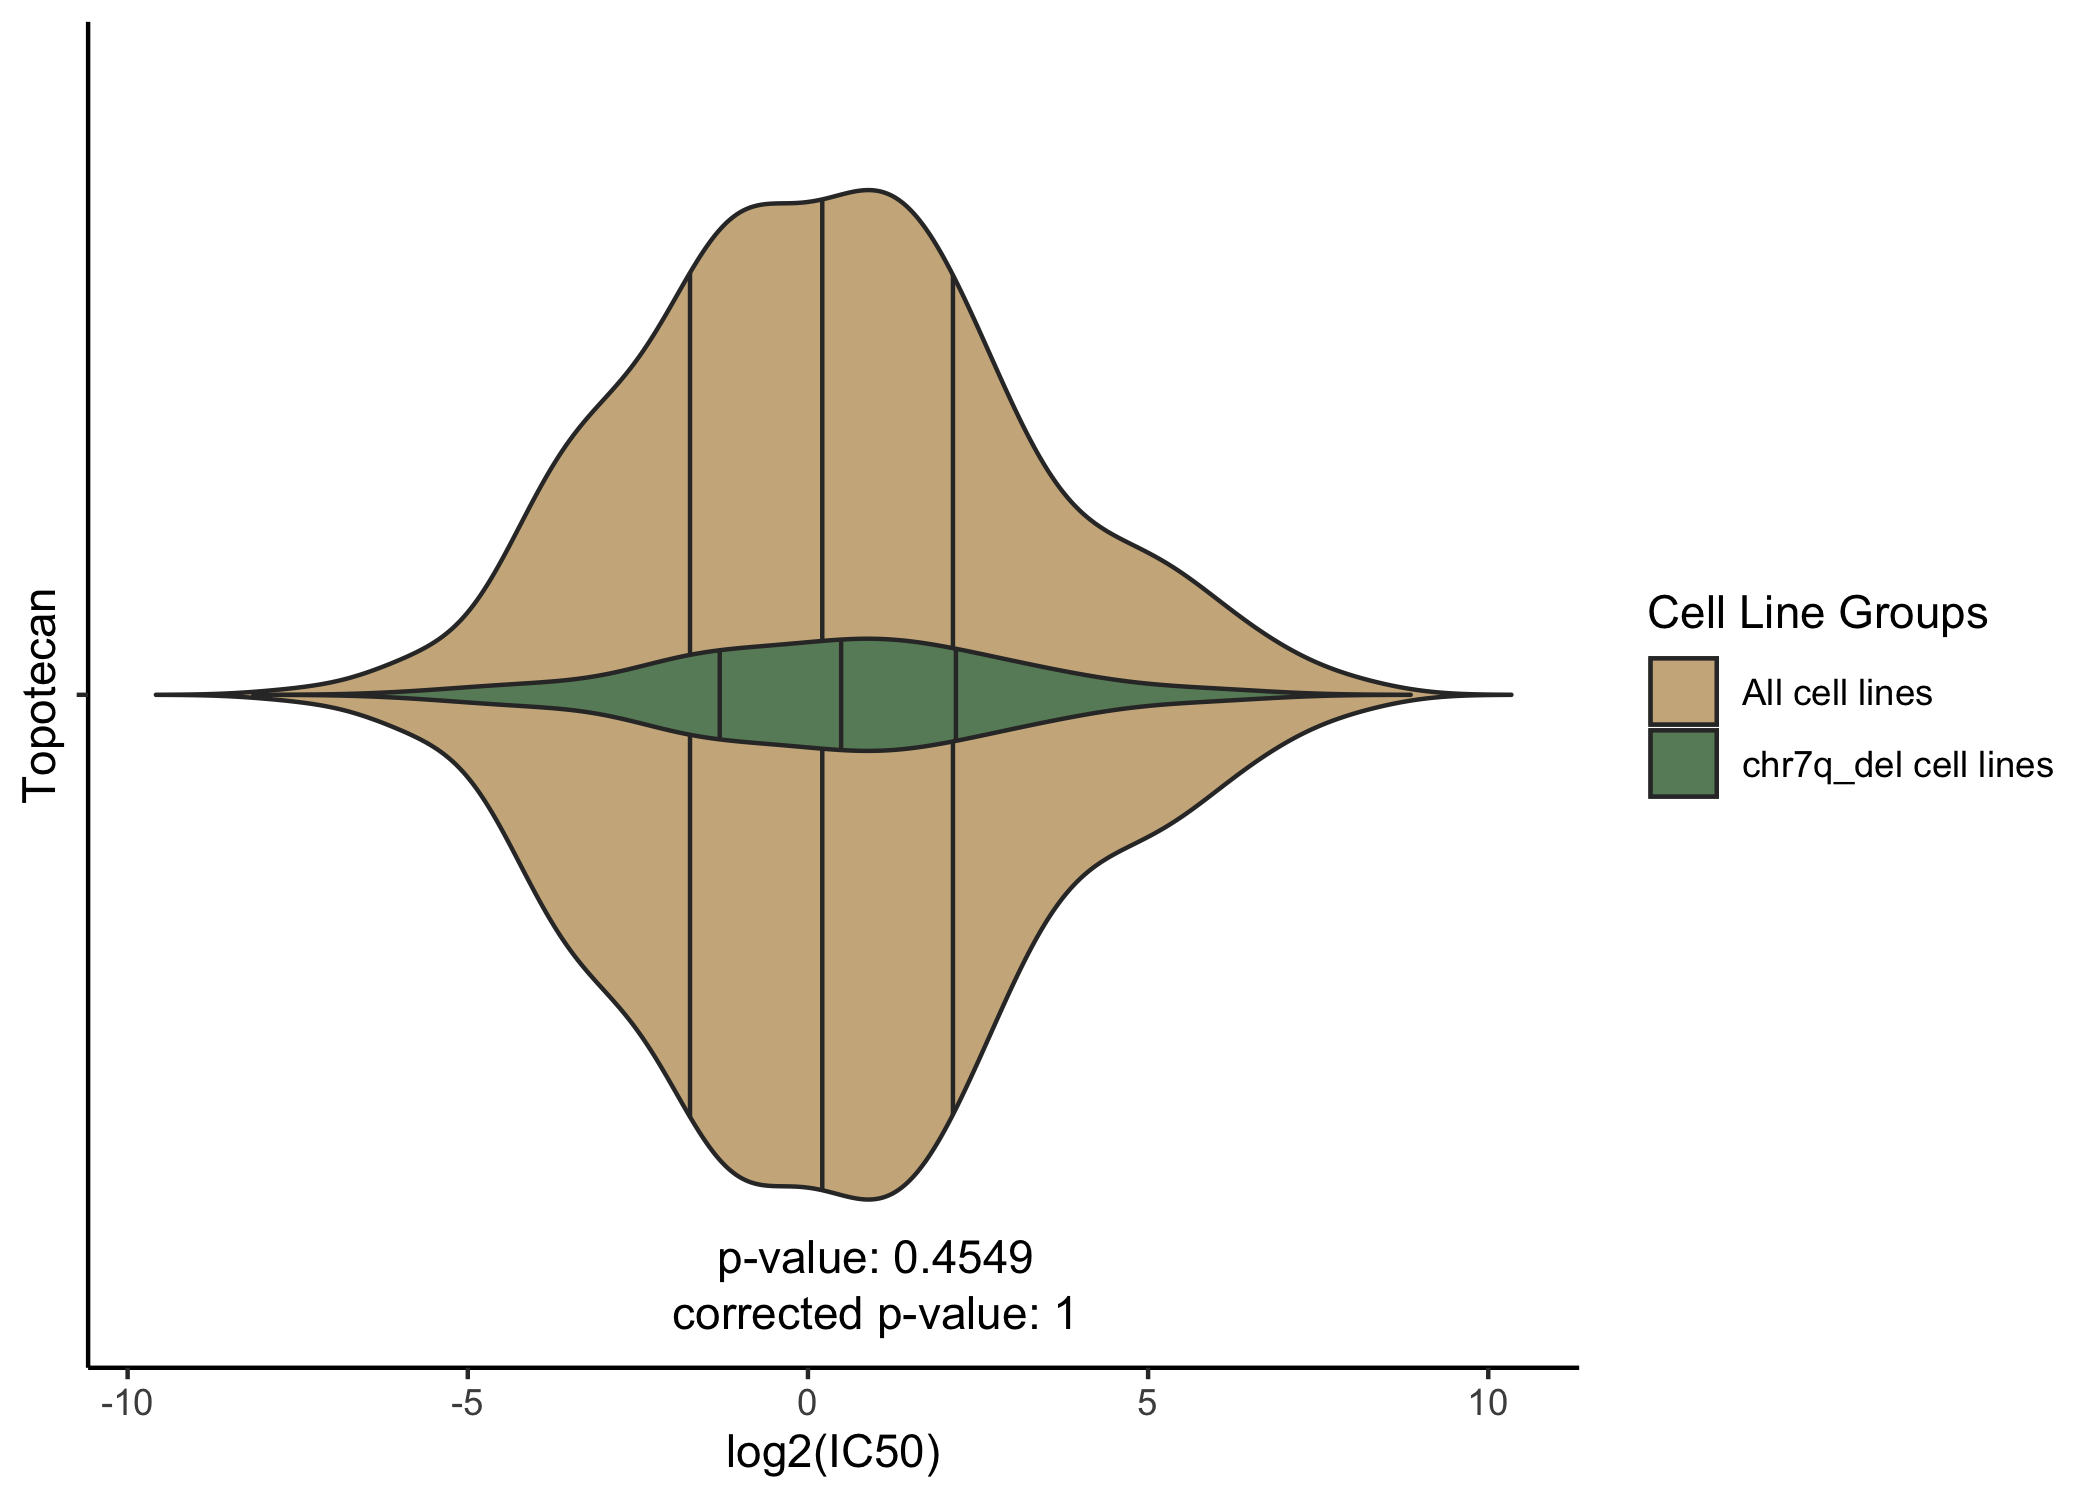 Topotecan
p-value: 0.4549
corrected p-value: 1
-10
-5
0
5
10
log2(IC50)
Cell Line Groups
All cell lines
chr7q_del cell lines